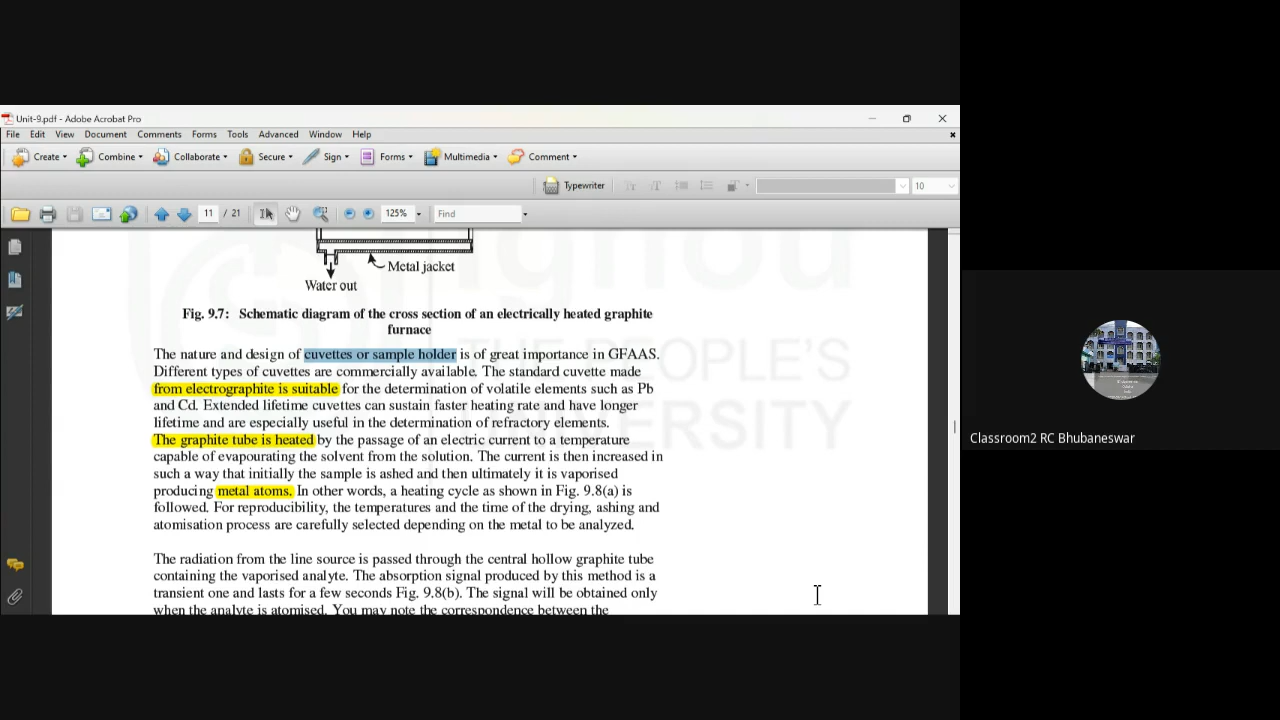 Unit-9.pdf - Adobe Acrobat Pro
File Edit View Document Comments Forms Tools Advanced Window Help
Create Combine Collaborate Secure Sign Forms Multimedia Comment
Typewriter 10
11 / 21 125% Find
Metal jacket
Water out
Fig. 9.7: Schematic diagram of the cross section of an electrically heated graphite
furnace
The nature and design of cuvettes or sample holder is of great importance in GFAAS.
Different types of cuvettes are commercially available. The standard cuvette made
from electrographite is suitable for the determination of volatile elements such as Pb
and Cd. Extended lifetime cuvettes can sustain faster heating rate and have longer
lifetime and are especially useful in the determination of refractory elements.
The graphite tube is heated by the passage of an electric current to a temperature
capable of evapourating the solvent from the solution. The current is then increased in
such a way that initially the sample is ashed and then ultimately it is vaporised
producing metal atoms. In other words, a heating cycle as shown in Fig. 9.8(a) is
followed. For reproducibility, the temperatures and the time of the drying, ashing and
atomisation process are carefully selected depending on the metal to be analyzed.
The radiation from the line source is passed through the central hollow graphite tube
containing the vaporised analyte. The absorption signal produced by this method is a
transient one and lasts for a few seconds Fig. 9.8(b). The signal will be obtained only
when the analyte is atomised. You may note the correspondence between the
ignou
THE PEOPLE'S
UNIVERSITY
Classroom2 RC Bhubaneswar